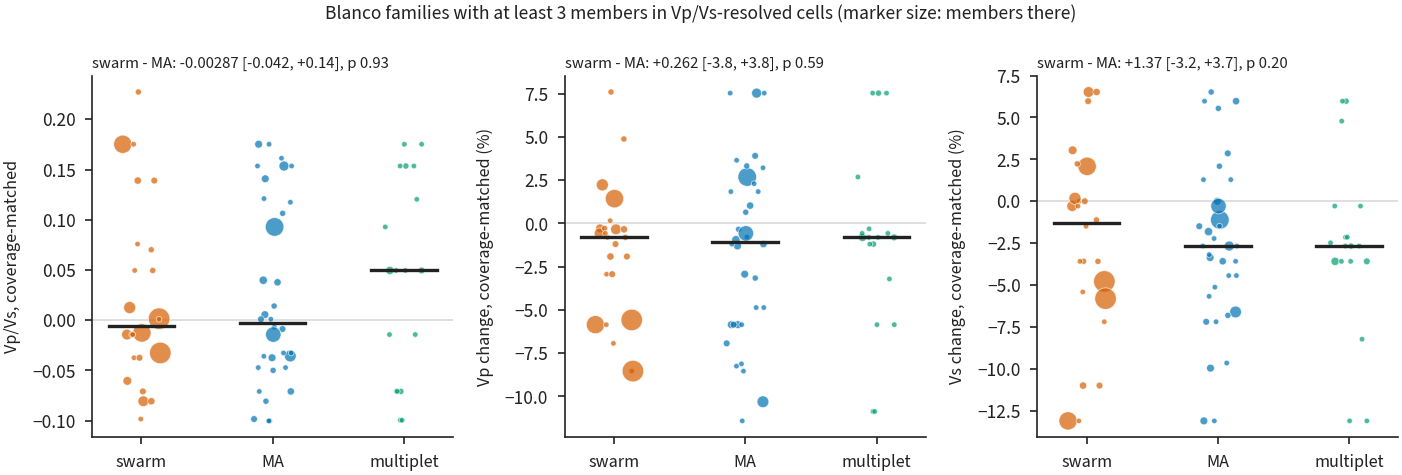 Blanco families with at least 3 members in Vp/Vs-resolved cells (marker size: members there)
swarm - MA: -0.00287 [-0.042, +0.14], p 0.93
Vp/Vs, coverage-matched
0.20
0.15
0.10
0.05
0.00
−0.05
−0.10
swarm MA multiplet
swarm - MA: +0.262 [-3.8, +3.8], p 0.59
Vp change, coverage-matched (%)
7.5
5.0
2.5
0.0
−2.5
−5.0
−7.5
−10.0
swarm MA multiplet
swarm - MA: +1.37 [-3.2, +3.7], p 0.20
Vs change, coverage-matched (%)
7.5
5.0
2.5
0.0
−2.5
−5.0
−7.5
−10.0
−12.5
swarm MA multiplet